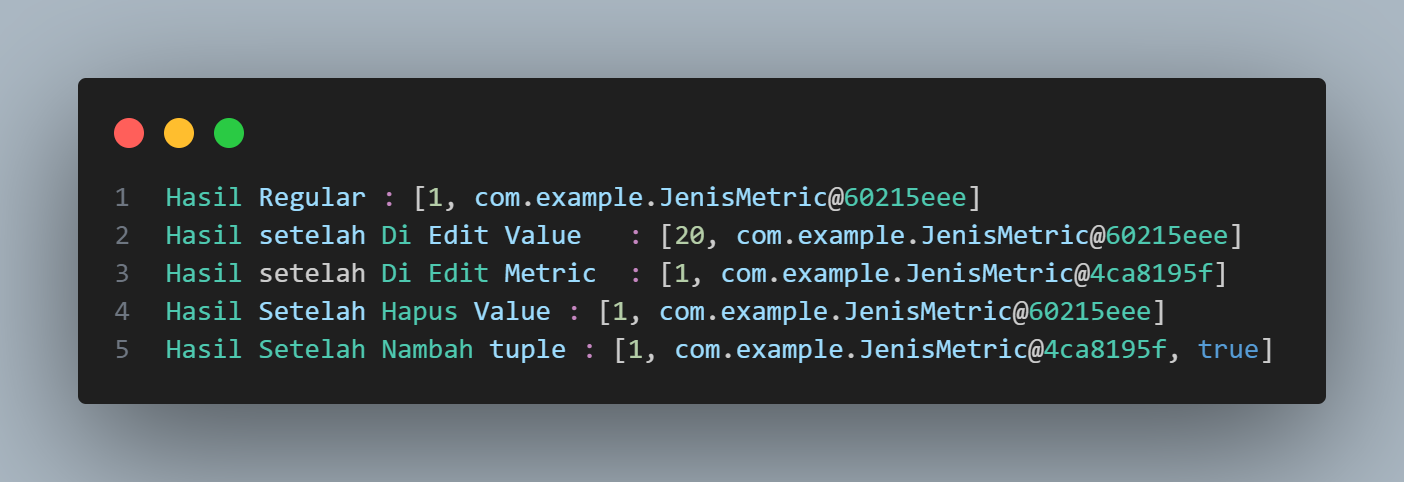 1 Hasil Regular : [1, com.example.JenisMetric@60215eee]
2 Hasil setelah Di Edit Value   : [20, com.example.JenisMetric@60215eee]
3 Hasil setelah Di Edit Metric  : [1, com.example.JenisMetric@4ca8195f]
4 Hasil Setelah Hapus Value : [1, com.example.JenisMetric@60215eee]
5 Hasil Setelah Nambah tuple : [1, com.example.JenisMetric@4ca8195f, true]